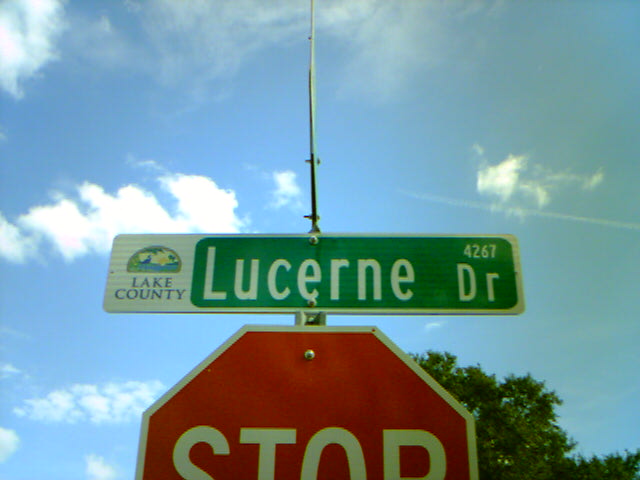 LAKE
COUNTY
Lucerne Dr
4267
STOP